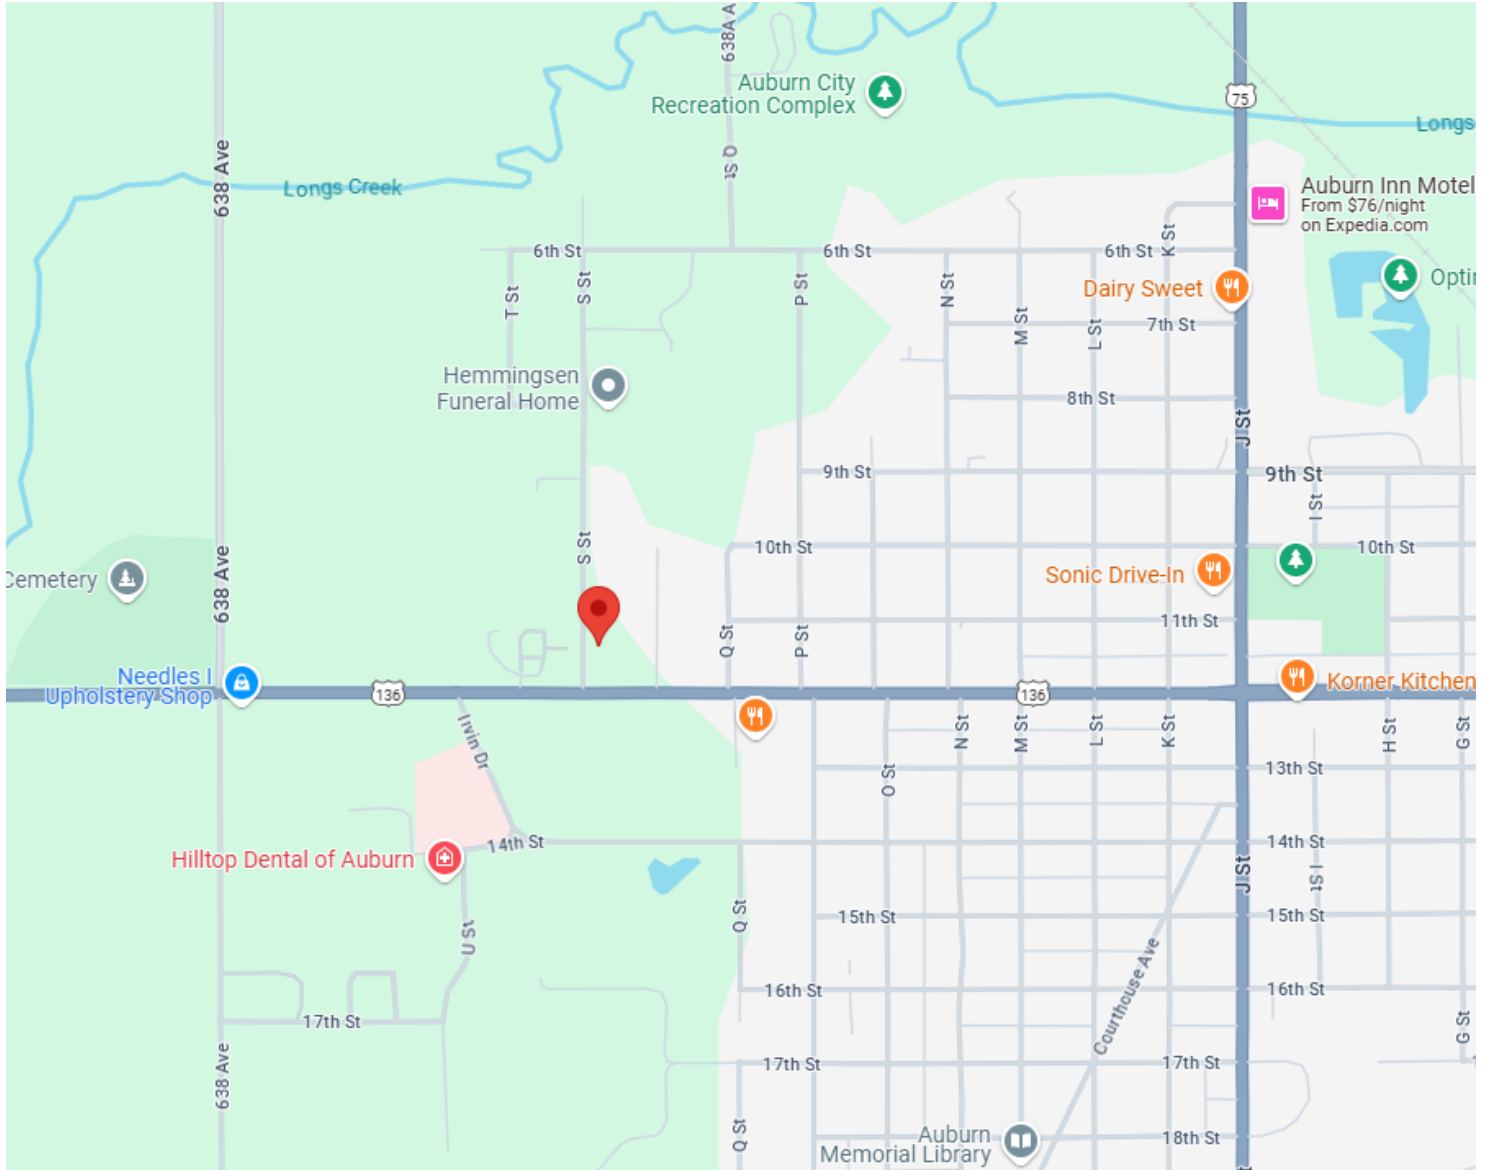 638A A
Auburn City
Recreation Complex
75
Longs
638 Ave
Q St
Longs Creek
Auburn Inn Motel
From $76/night
on Expedia.com
6th St
6th St
6th St
K St
T St
S St
P St
N St
Dairy Sweet
Optir
M St
L St
7th St
Hemmingsen
Funeral Home
8th St
J St
9th St
9th St
I St
S St
10th St
10th St
Cemetery
638 Ave
Sonic Drive-In
11th St
Q St
P St
Needles I
Upholstery Shop
136
136
Korner Kitchen
Irvin Dr
N St
M St
L St
K St
H St
G St
O St
13th St
14th St
14th St
Hilltop Dental of Auburn
J St
I St
Q St
15th St
15th St
U St
Courthouse Ave
16th St
16th St
17th St
G St
638 Ave
17th St
17th St
Q St
Auburn
Memorial Library
18th St